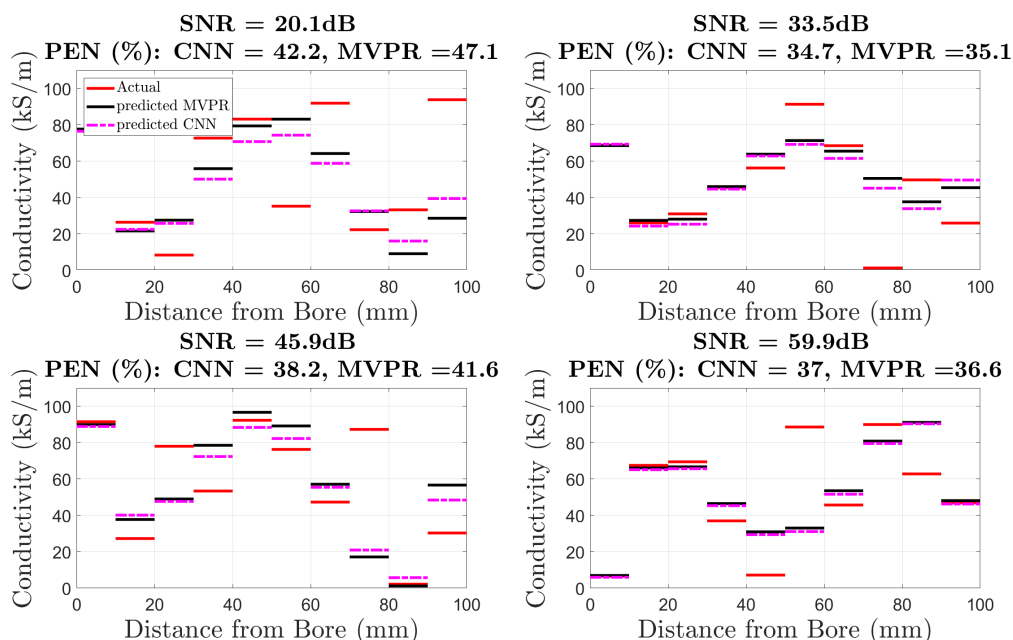 SNR = 20.1dB
PEN (%): CNN = 42.2, MVPR =47.1
Conductivity (kS/m)
100
80
60
40
20
0
Actual
predicted MVPR
predicted CNN
0 20 40 60 80 100
Distance from Bore (mm)
SNR = 33.5dB
PEN (%): CNN = 34.7, MVPR =35.1
Conductivity (kS/m)
100
80
60
40
20
0
0 20 40 60 80 100
Distance from Bore (mm)
SNR = 45.9dB
PEN (%): CNN = 38.2, MVPR =41.6
Conductivity (kS/m)
100
80
60
40
20
0
0 20 40 60 80 100
Distance from Bore (mm)
SNR = 59.9dB
PEN (%): CNN = 37, MVPR =36.6
Conductivity (kS/m)
100
80
60
40
20
0
0 20 40 60 80 100
Distance from Bore (mm)